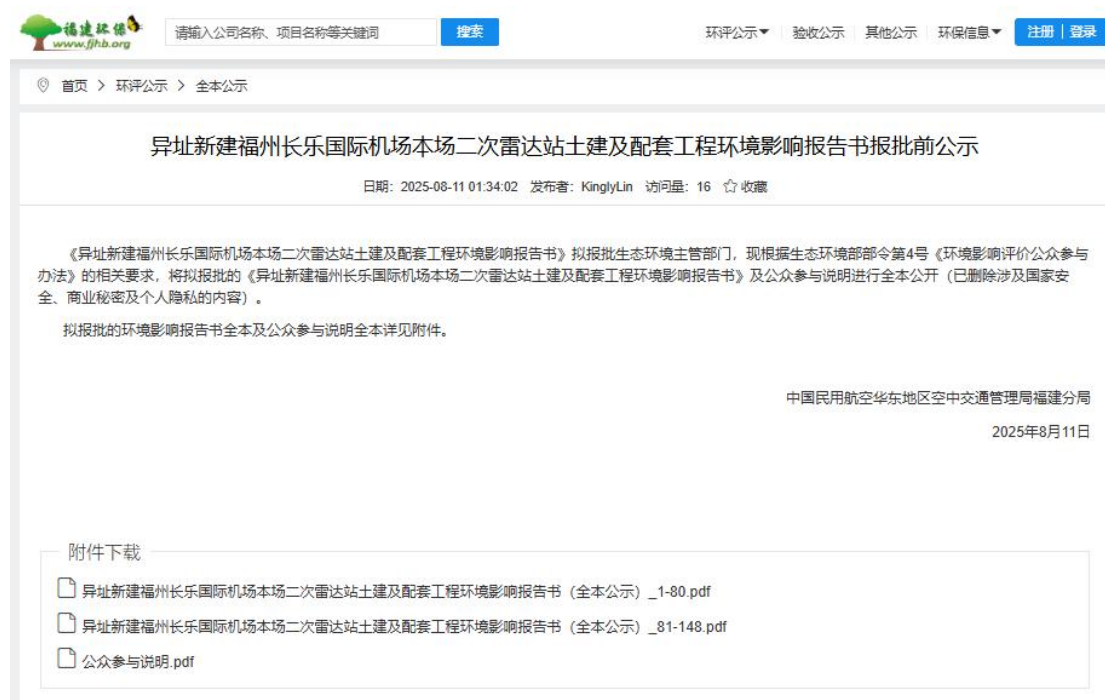 福建环保
www.fjhb.org
请输入公司名称、项目名称等关键词
搜索
环评公示
验收公示
其他公示
环保信息
注册 | 登录
首页 > 环评公示 > 全本公示
异址新建福州长乐国际机场本场二次雷达站土建及配套工程环境影响报告书报批前公示
日期：2025-08-11 01:34:02 发布者：KinglyLin 访问量：16 收藏
《异址新建福州长乐国际机场本场二次雷达站土建及配套工程环境影响报告书》拟报批生态环境主管部门，现根据生态环境部部令第4号《环境影响评价公众参与
办法》的相关要求，将拟报批的《异址新建福州长乐国际机场本场二次雷达站土建及配套工程环境影响报告书》及公众参与说明进行全本公开（已删除涉及国家安
全、商业秘密及个人隐私的内容）。
拟报批的环境影响报告书全本及公众参与说明全本详见附件。
中国民用航空华东地区空中交通管理局福建分局
2025年8月11日
附件下载
异址新建福州长乐国际机场本场二次雷达站土建及配套工程环境影响报告书（全本公示）_1-80.pdf
异址新建福州长乐国际机场本场二次雷达站土建及配套工程环境影响报告书（全本公示）_81-148.pdf
公众参与说明.pdf